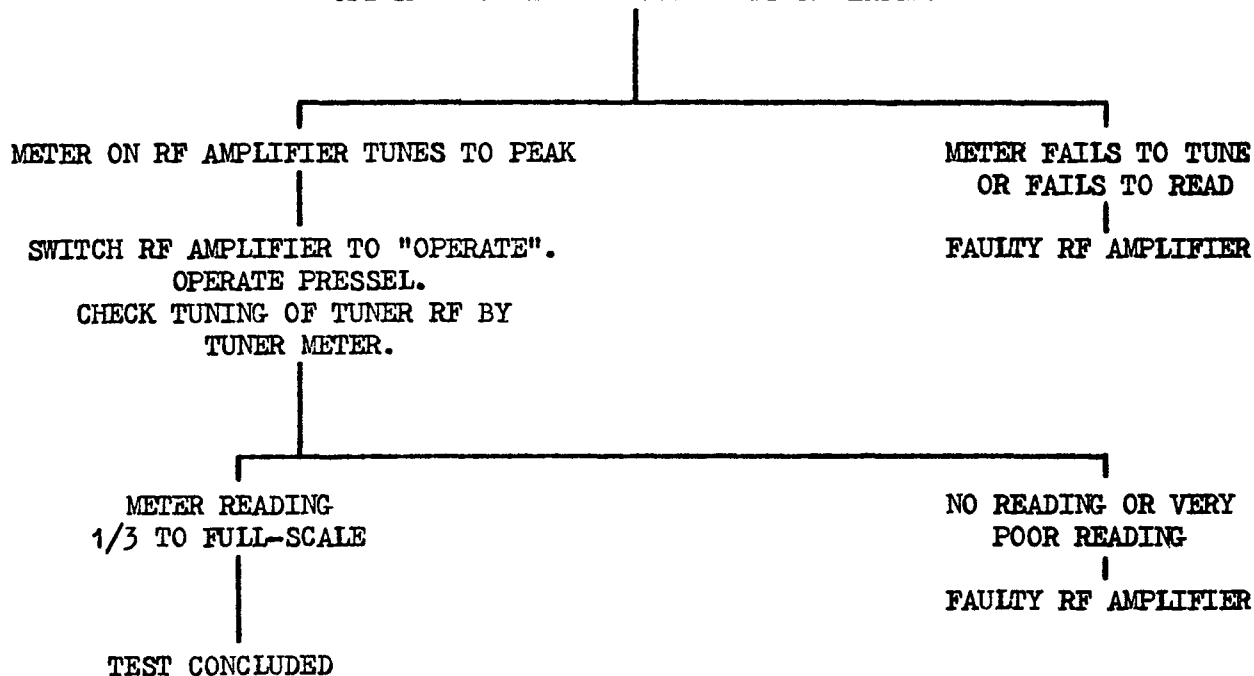 METER ON RF AMPLIFIER TUNES TO PEAK
METER FAILS TO TUNE
OR FAILS TO READ
SWITCH RF AMPLIFIER TO "OPERATE".
OPERATE PRESSEL.
CHECK TUNING OF TUNER RF BY
TUNER METER.
FAULTY RF AMPLIFIER
METER READING
1/3 TO FULL-SCALE
NO READING OR VERY
POOR READING
FAULTY RF AMPLIFIER
TEST CONCLUDED